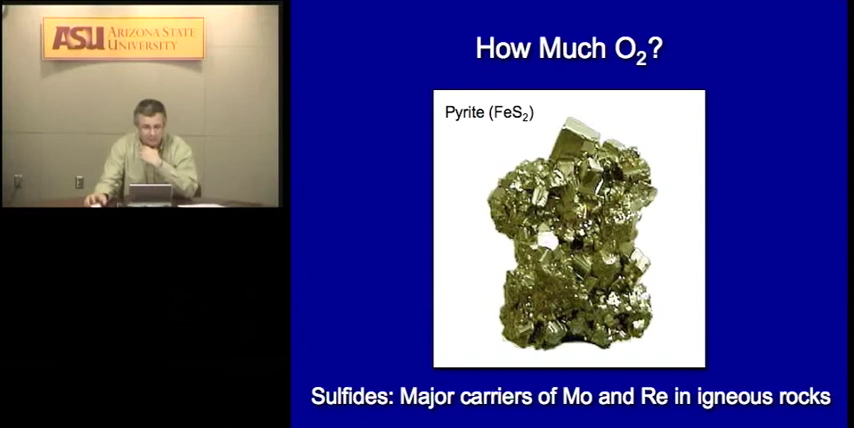 ASU ARIZONA STATE
UNIVERSITY
How Much O₂?
Pyrite (FeS₂)
Sulfides: Major carriers of Mo and Re in igneous rocks